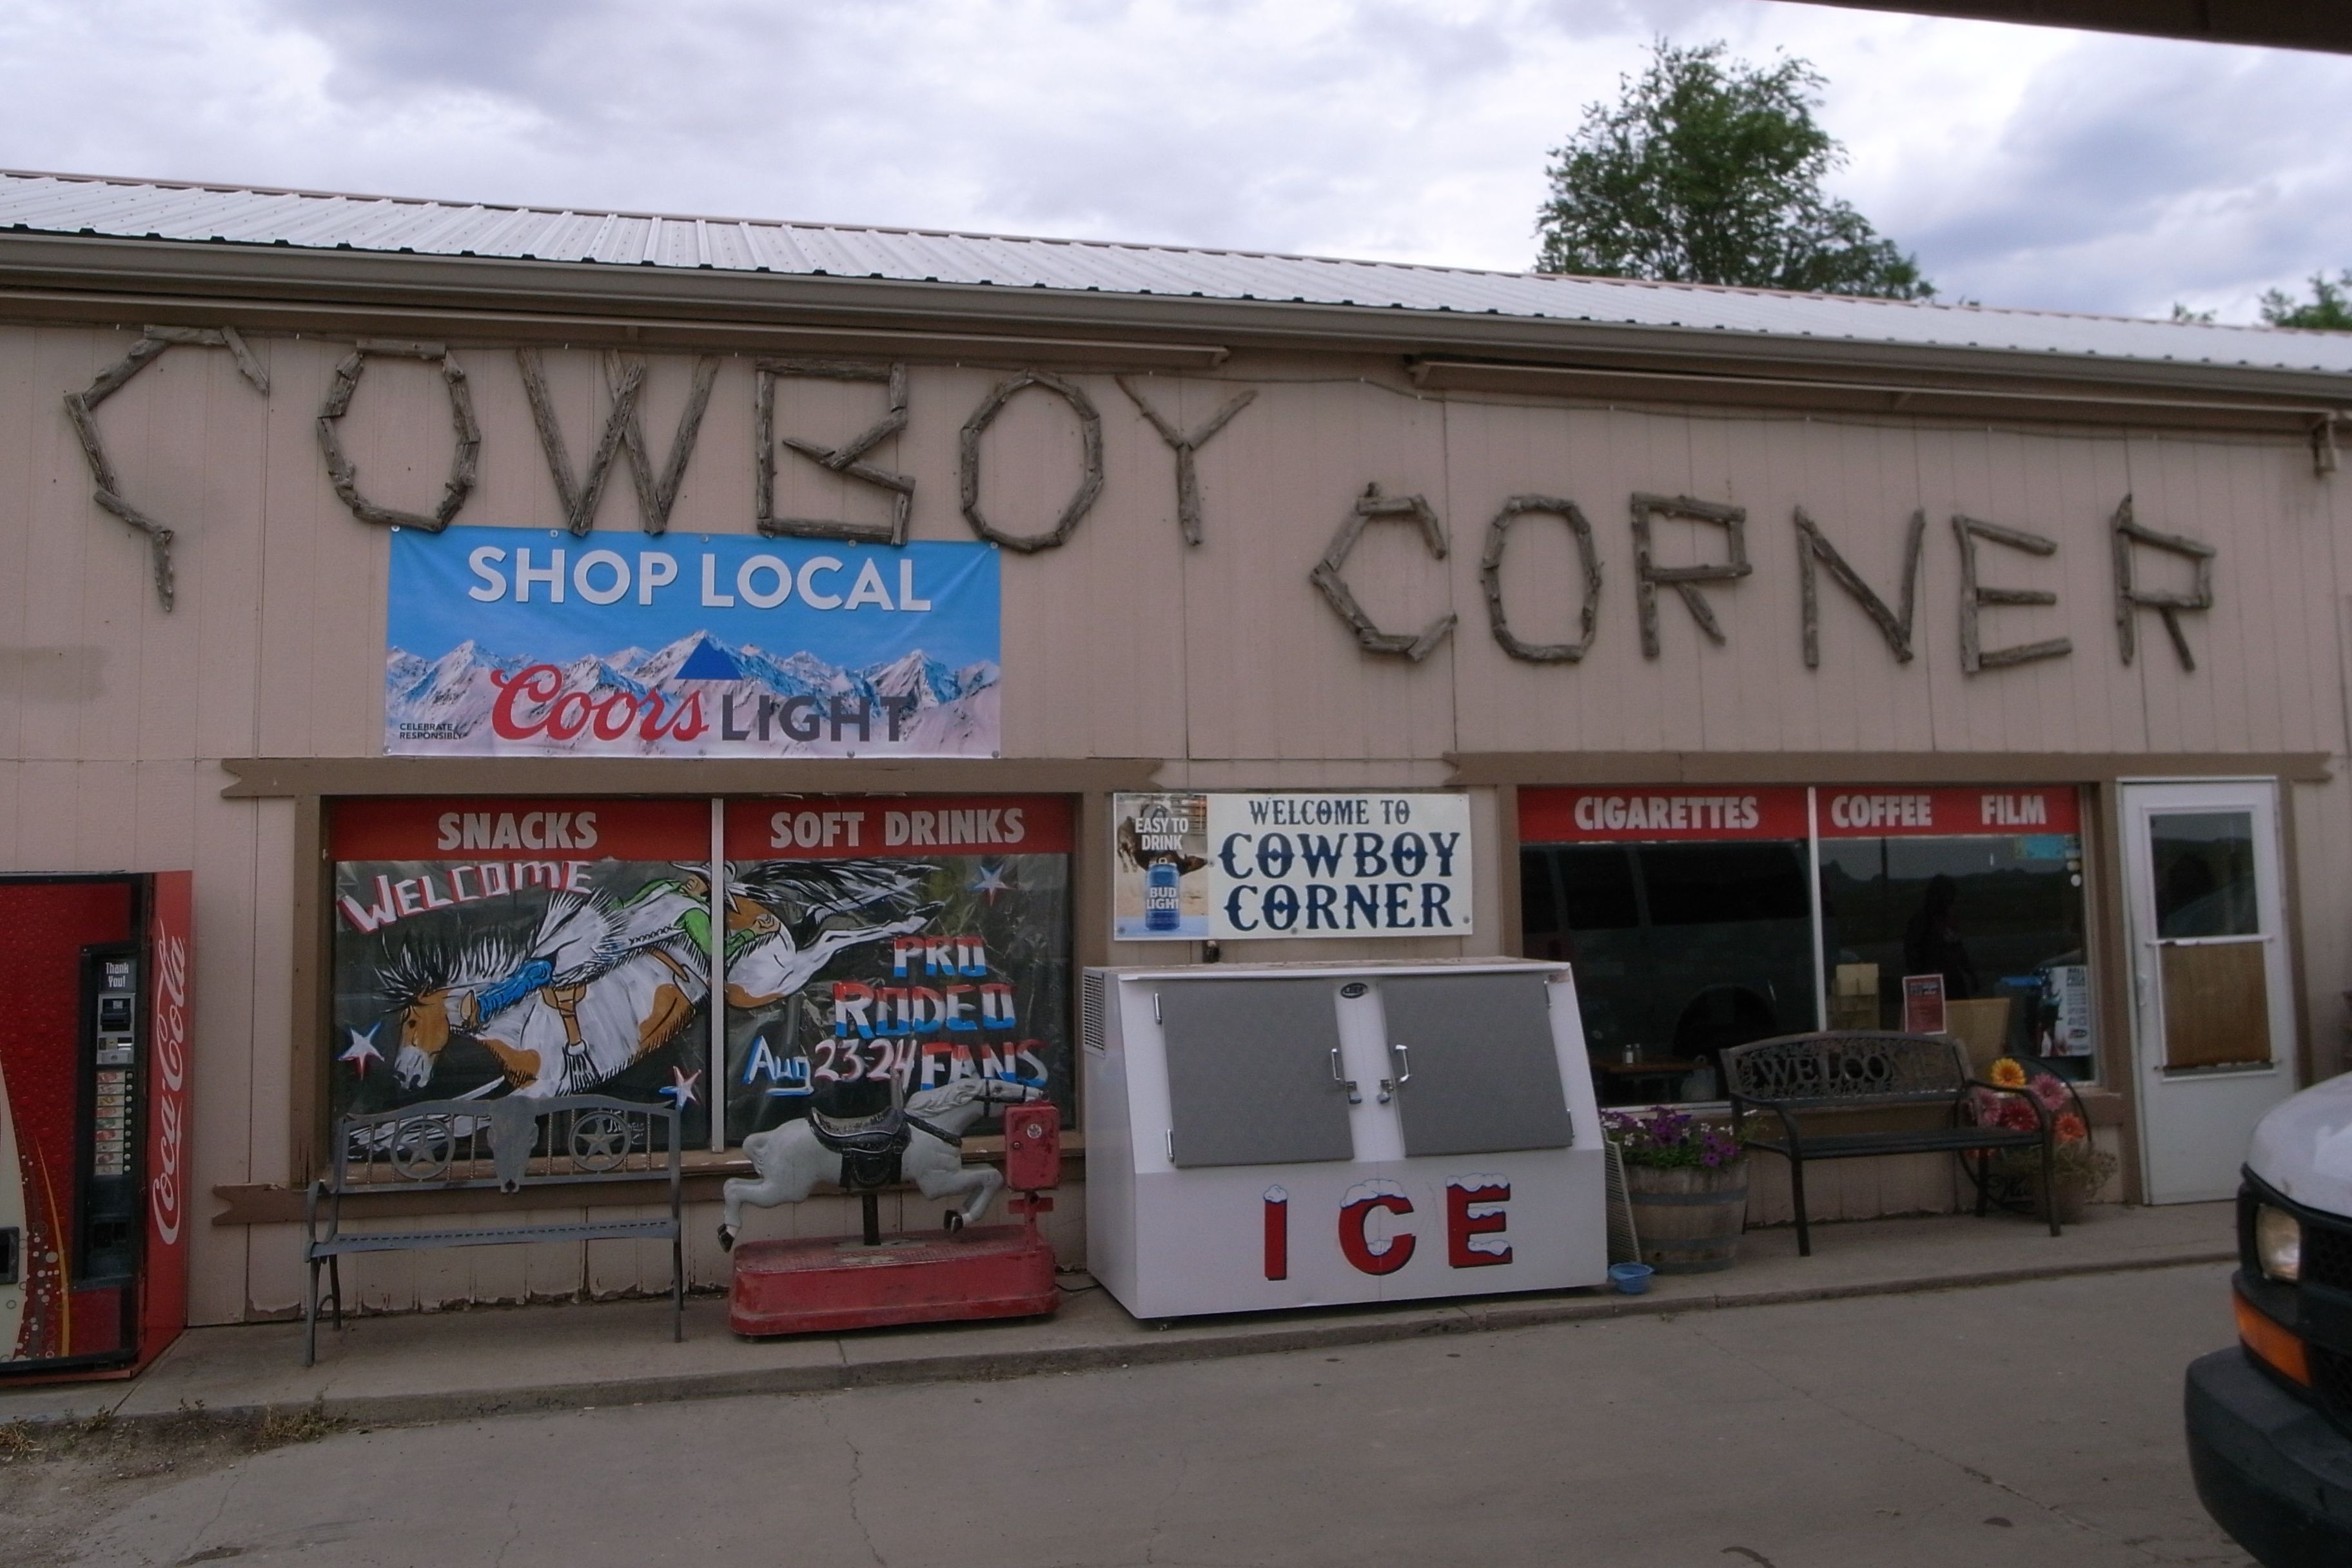 COWBOY
CORNER
SHOP LOCAL
Coors LIGHT
CELEBRATE
RESPONSIBLY
SNACKS
SOFT DRINKS
WELCOME
PRO
RODEO
Aug 23-24 FANS
EASY TO
DRINK
BUD
LIGHT
WELCOME TO
COWBOY
CORNER
CIGARETTES
COFFEE
FILM
Thank
You!
Coca-Cola
ICE
WELCOME